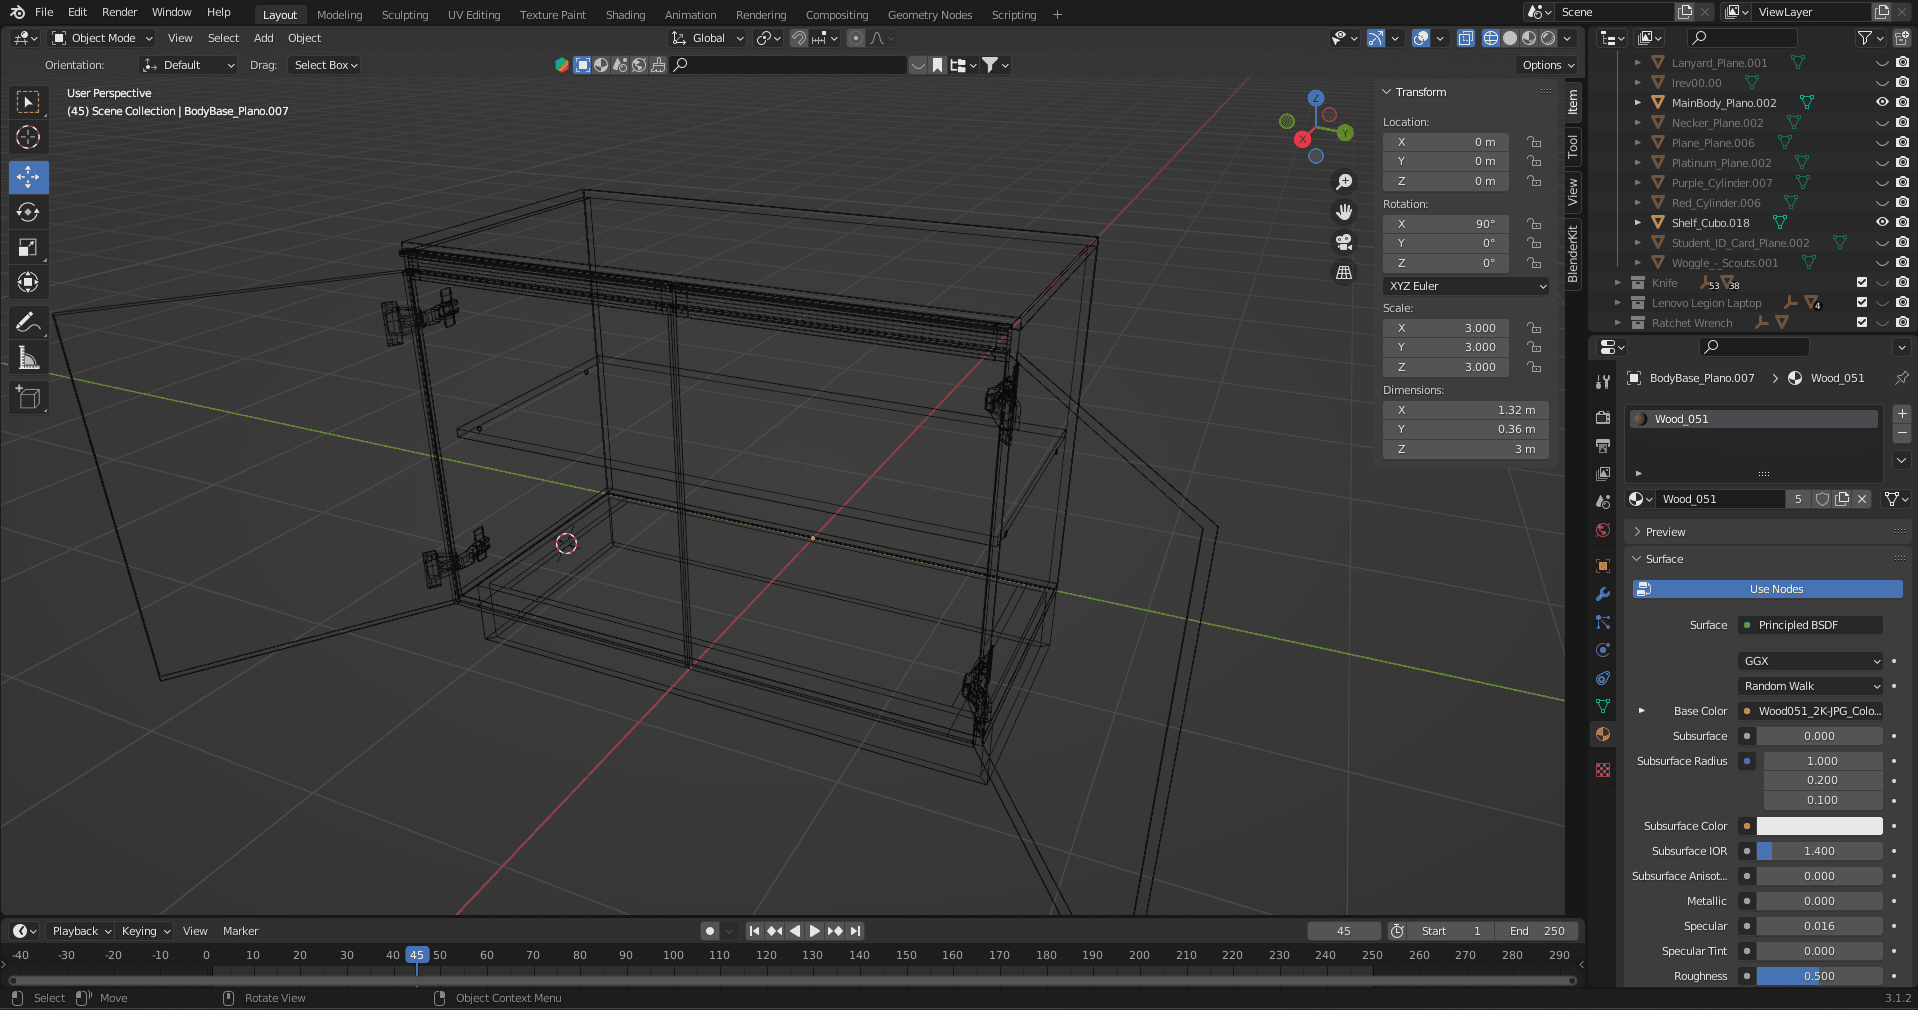 File Edit Render Window Help Layout Modeling Sculpting UV Editing Texture Paint Shading Animation Rendering Compositing Geometry Nodes Scripting + Scene ViewLayer
Object Mode View Select Add Object Global
Orientation: Default Drag: Select Box Options
User Perspective
(45) Scene Collection | BodyBase_Plano.007
Z
Y
X
Transform
Location:
X 0 m
Y 0 m
Z 0 m
Rotation:
X 90°
Y 0°
Z 0°
XYZ Euler
Scale:
X 3.000
Y 3.000
Z 3.000
Dimensions:
X 1.32 m
Y 0.36 m
Z 3 m
Item
Tool
View
BlenderKit
Lanyard_Plane.001
lrev00.00
MainBody_Plano.002
Necker_Plane.002
Plane_Plane.006
Platinum_Plane.002
Purple_Cylinder.007
Red_Cylinder.006
Shelf_Cubo.018
Student_ID_Card_Plane.002
Woggle_-_Scouts.001
Knife 53 38
Lenovo Legion Laptop 4
Ratchet Wrench
BodyBase_Plano.007 Wood_051
Wood_051
Wood_051 5
Preview
Surface
Use Nodes
Surface Principled BSDF
GGX
Random Walk
Base Color Wood051_2K-JPG_Colo...
Subsurface 0.000
Subsurface Radius 1.000
0.200
0.100
Subsurface Color
Subsurface IOR 1.400
Subsurface Anisot... 0.000
Metallic 0.000
Specular 0.016
Specular Tint 0.000
Roughness 0.500
Playback Keying View Marker 45 Start 1 End 250
-40 -30 -20 -10 0 10 20 30 40 45 50 60 70 80 90 100 110 120 130 140 150 160 170 180 190 200 210 220 230 240 250 260 270 280 290
Select Move Rotate View Object Context Menu 3.1.2